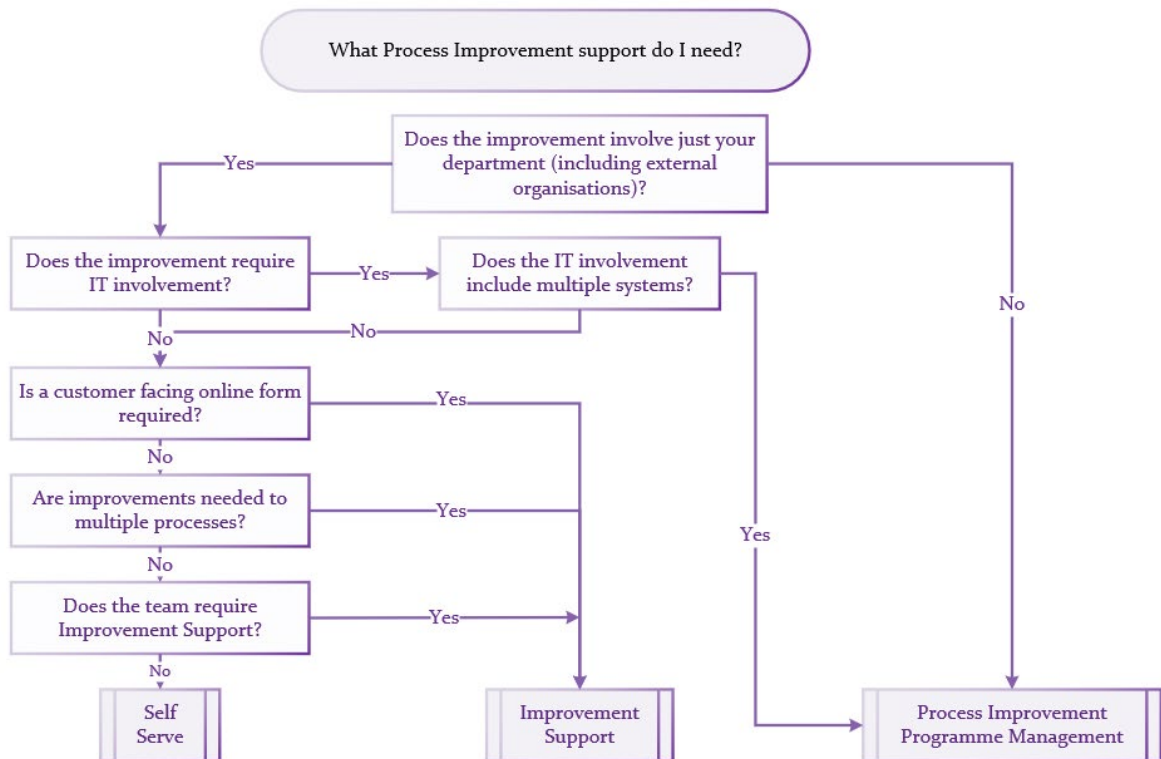 What Process Improvement support do I need?
Does the improvement involve just your
department (including external
organisations)?
Yes
No
Does the improvement require
IT involvement?
Yes
Does the IT involvement
include multiple systems?
No
No
Yes
Is a customer facing online form
required?
Yes
No
Are improvements needed to
multiple processes?
Yes
No
Does the team require
Improvement Support?
Yes
No
Self
Serve
Improvement
Support
Process Improvement
Programme Management